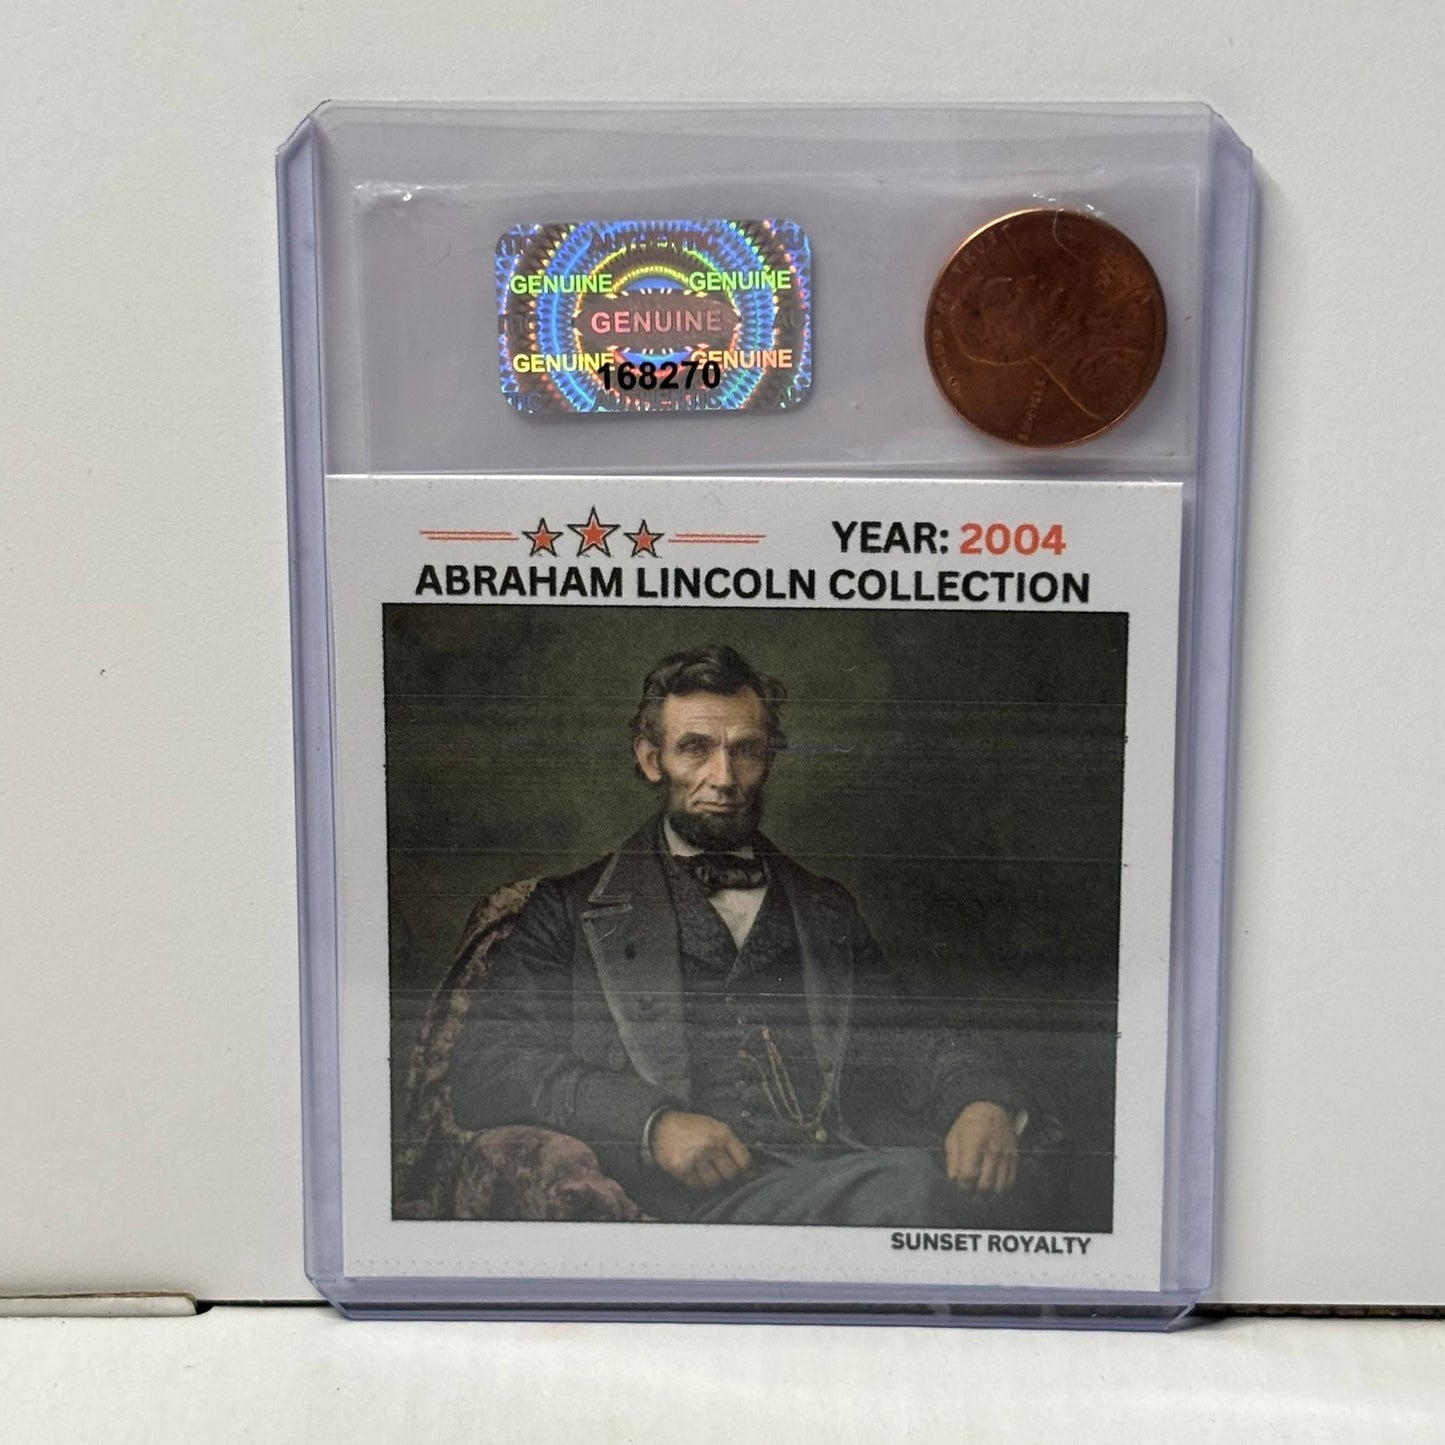 AUTHENTIC
GENUINE GENUINE
GENUINE
GENUINE GENUINE
168270
AUTHENTIC
YEAR: 2004
ABRAHAM LINCOLN COLLECTION
SUNSET ROYALTY